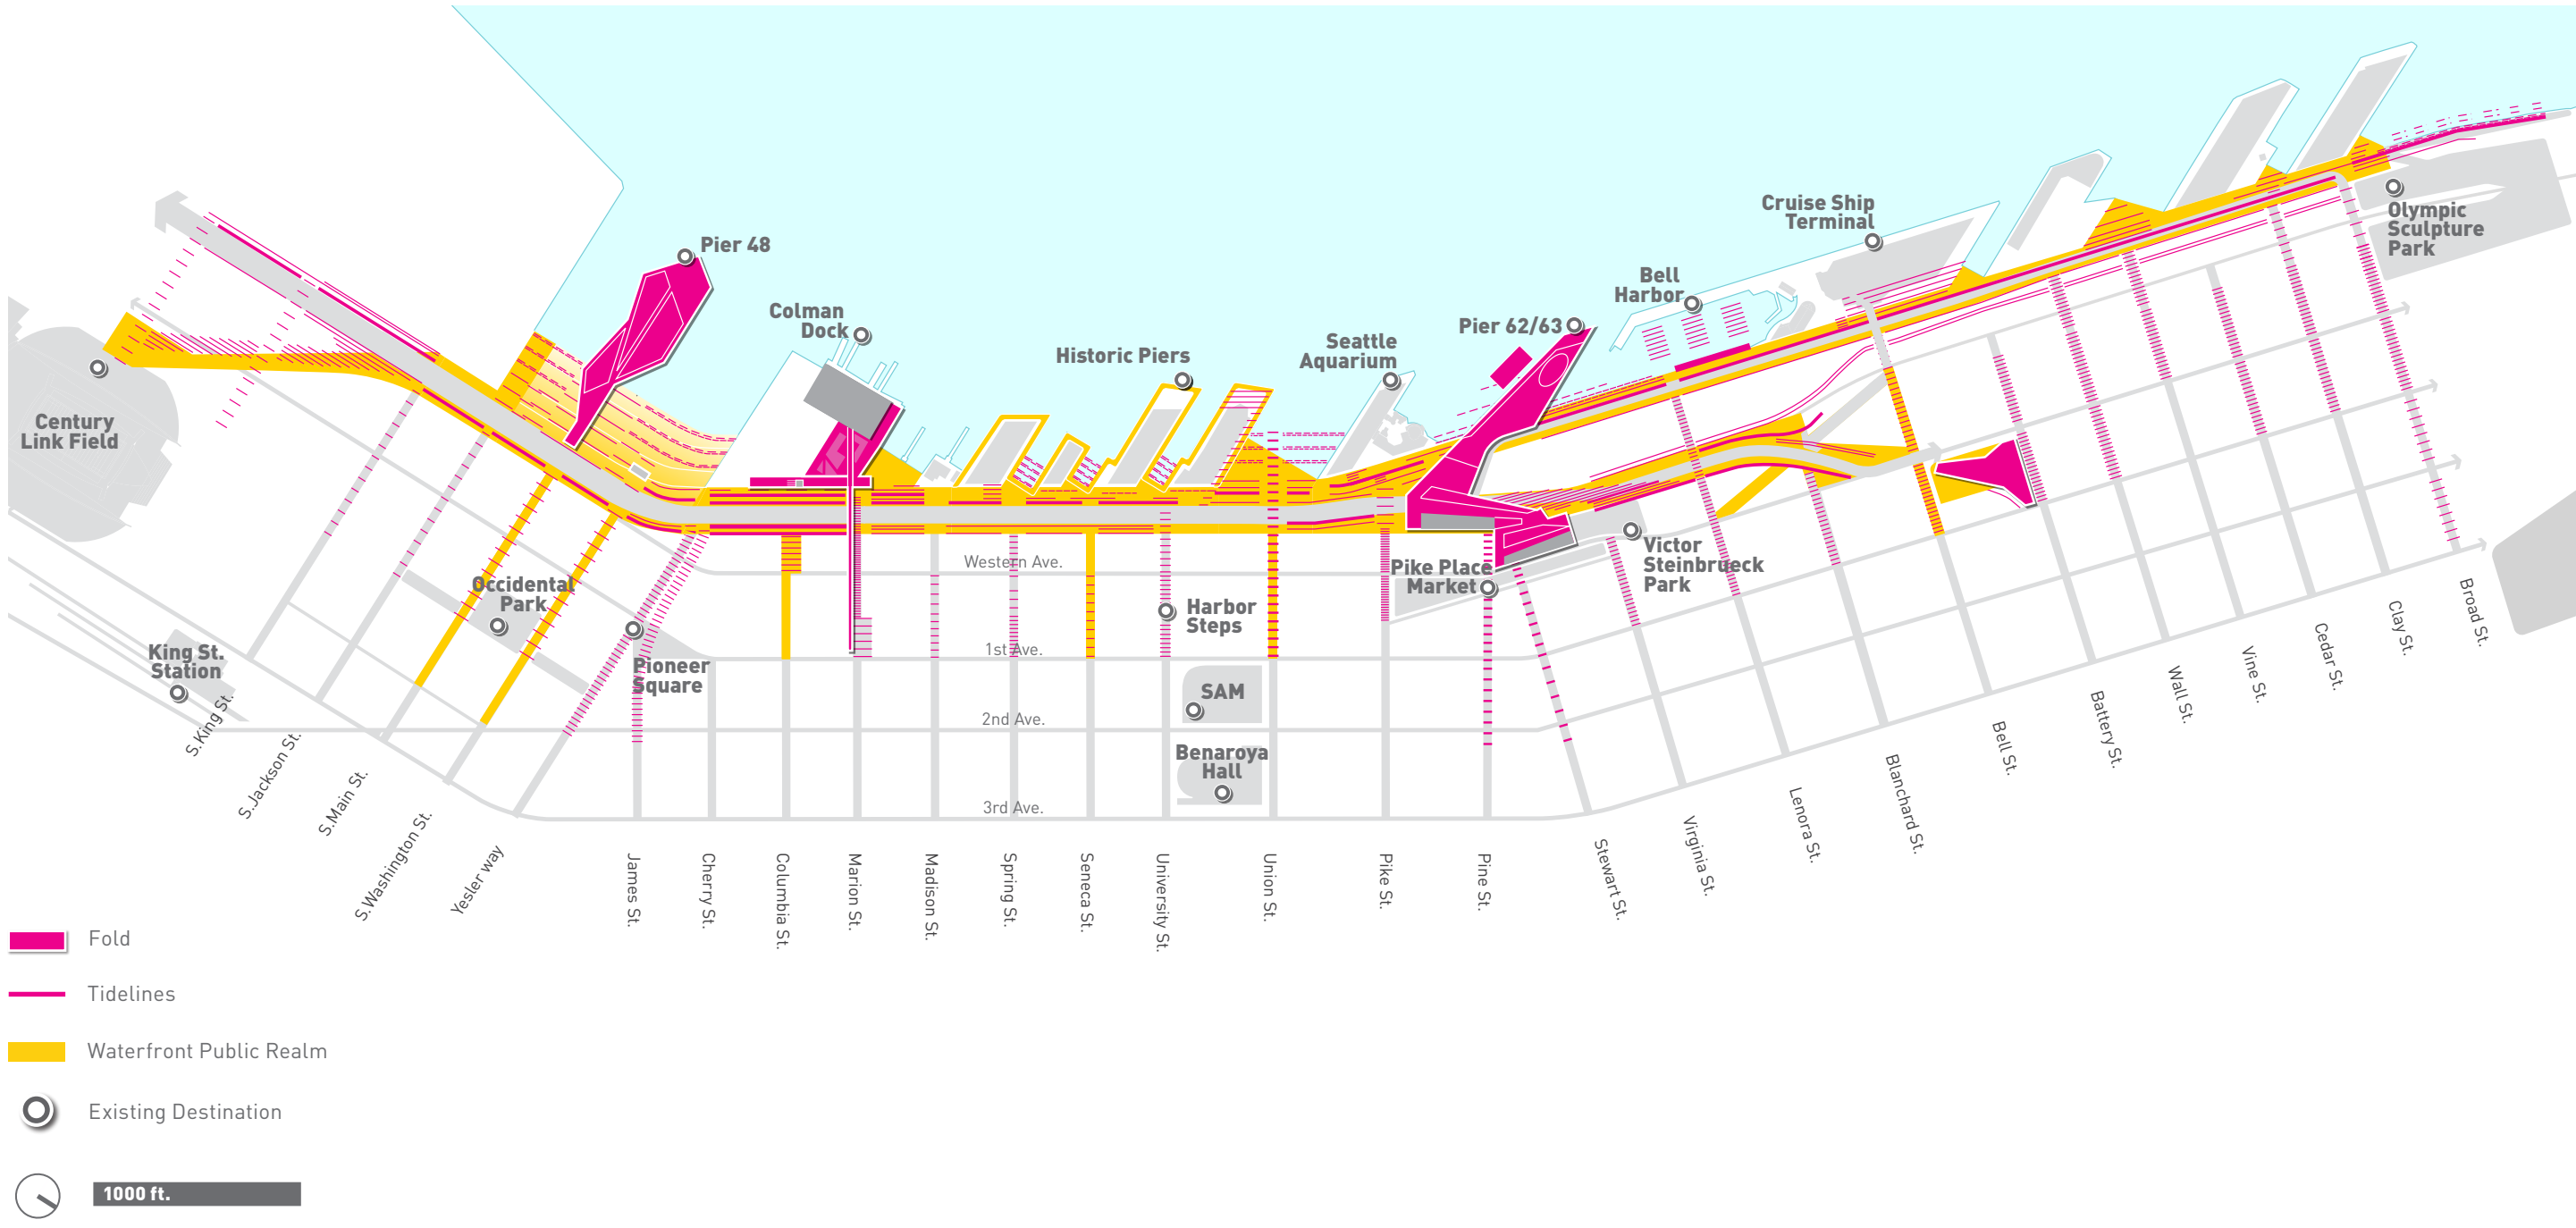 Pier 48
Cruise Ship
Terminal
Olympic
Sculpture
Park
Bell
Harbor
Colman
Dock
Pier 62/63
Historic Piers
Seattle
Aquarium
Century
Link Field
Western Ave.
Victor
Steinbrueck
Park
Pike Place
Market
Occidental
Park
Harbor
Steps
King St.
Station
Pioneer
Square
1st Ave.
SAM
2nd Ave.
Benaroya
Hall
3rd Ave.
S.King St.
S.Jackson St.
S.Main St.
S.Washington St.
Yesler way
James St.
Cherry St.
Columbia St.
Marion St.
Madison St.
Spring St.
Seneca St.
University St.
Union St.
Pike St.
Pine St.
Stewart St.
Virginia St.
Lenora St.
Blanchard St.
Bell St.
Battery St.
Wall St.
Vine St.
Cedar St.
Clay St.
Broad St.
Fold
Tidelines
Waterfront Public Realm
Existing Destination
1000 ft.